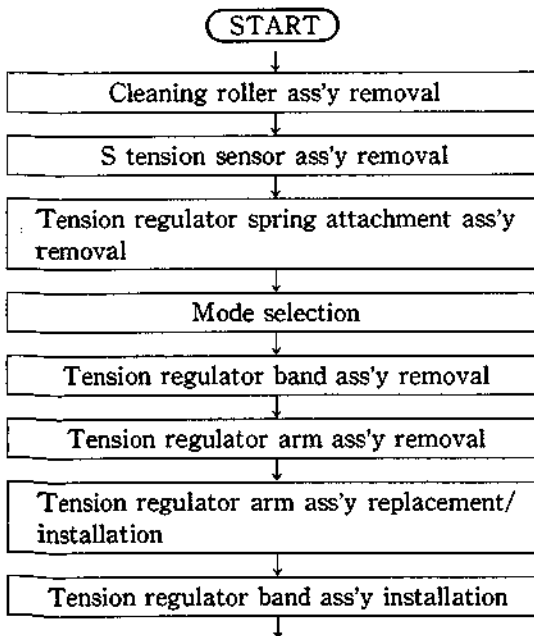 START
Cleaning roller ass'y removal
S tension sensor ass'y removal
Tension regulator spring attachment ass'y
removal
Mode selection
Tension regulator band ass'y removal
Tension regulator arm ass'y removal
Tension regulator arm ass'y replacement/
installation
Tension regulator band ass'y installation